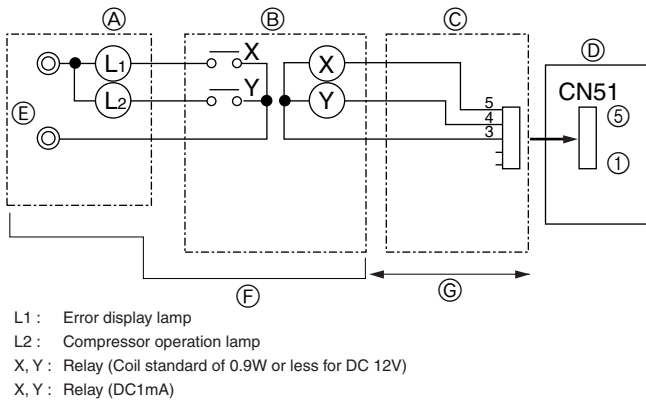 Ⓐ Ⓑ Ⓒ Ⓓ
L1 X X CN51
L2 Y Y 5 ⑤
Ⓔ 4
3 ①
Ⓕ Ⓖ
L1 : Error display lamp
L2 : Compressor operation lamp
X, Y : Relay (Coil standard of 0.9W or less for DC 12V)
X, Y : Relay (DC1mA)